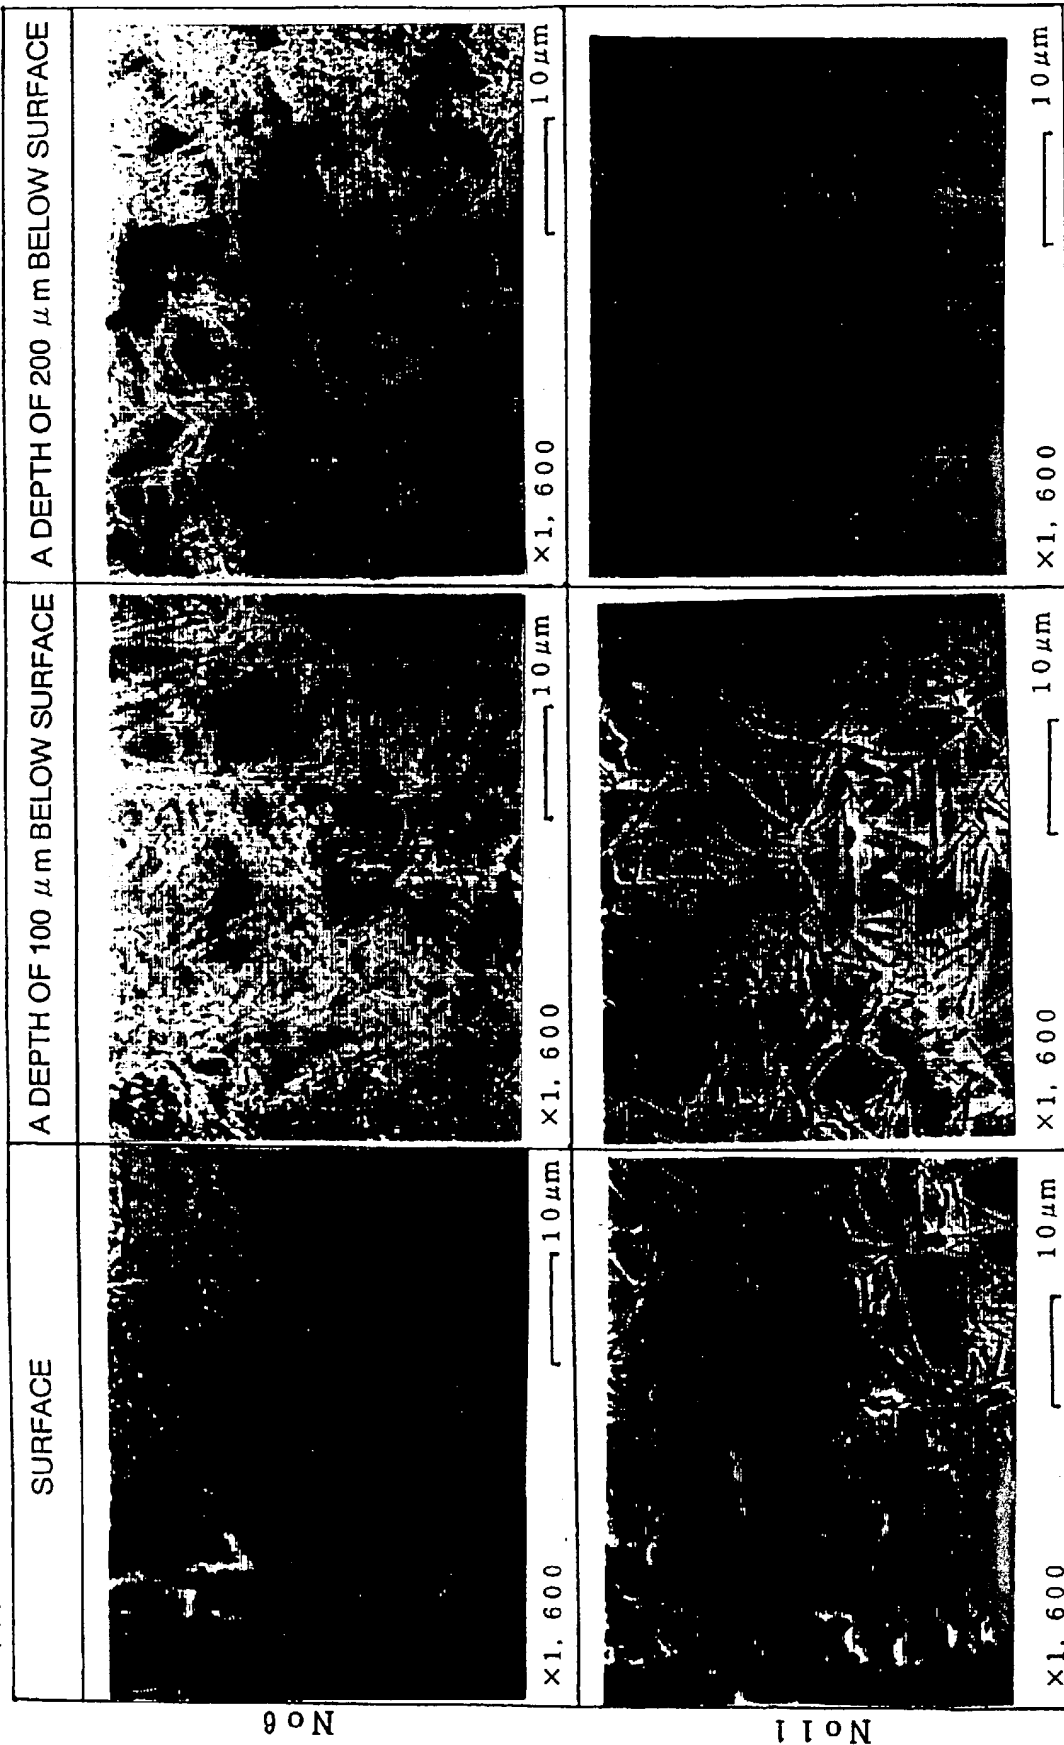 SURFACE
A DEPTH OF 100 μm BELOW SURFACE
A DEPTH OF 200 μm BELOW SURFACE
No6
×1,600 10μm
×1,600 10μm
×1,600 10μm
No11
×1,600 10μm
×1,600 10μm
×1,600 10μm